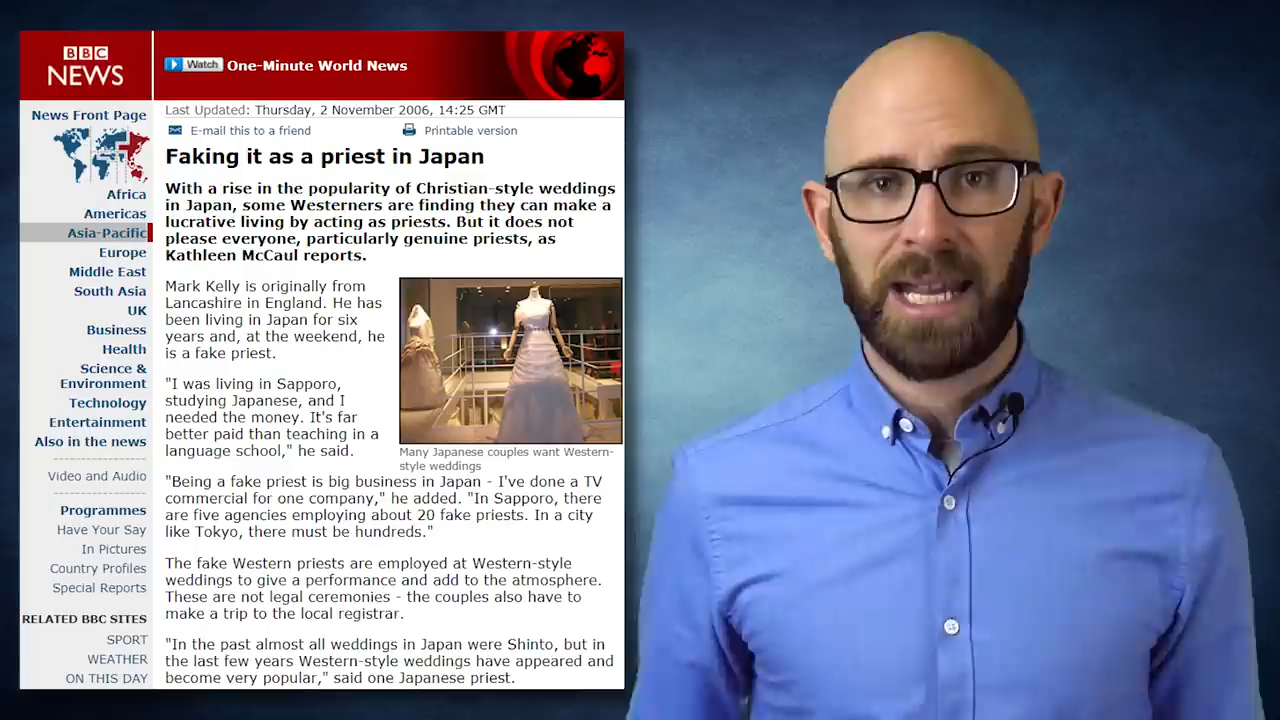 BBC
NEWS
Watch One-Minute World News
News Front Page
Africa
Americas
Asia-Pacific
Europe
Middle East
South Asia
UK
Business
Health
Science &
Environment
Technology
Entertainment
Also in the news
Video and Audio
Programmes
Have Your Say
In Pictures
Country Profiles
Special Reports
RELATED BBC SITES
SPORT
WEATHER
ON THIS DAY
Last Updated: Thursday, 2 November 2006, 14:25 GMT
E-mail this to a friend Printable version
Faking it as a priest in Japan
With a rise in the popularity of Christian-style weddings
in Japan, some Westerners are finding they can make a
lucrative living by acting as priests. But it does not
please everyone, particularly genuine priests, as
Kathleen McCaul reports.
Mark Kelly is originally from
Lancashire in England. He has
been living in Japan for six
years and, at the weekend, he
is a fake priest.
"I was living in Sapporo,
studying Japanese, and I
needed the money. It's far
better paid than teaching in a
language school," he said.
Many Japanese couples want Western-
style weddings
"Being a fake priest is big business in Japan - I've done a TV
commercial for one company," he added. "In Sapporo, there
are five agencies employing about 20 fake priests. In a city
like Tokyo, there must be hundreds."
The fake Western priests are employed at Western-style
weddings to give a performance and add to the atmosphere.
These are not legal ceremonies - the couples also have to
make a trip to the local registrar.
"In the past almost all weddings in Japan were Shinto, but in
the last few years Western-style weddings have appeared and
become very popular," said one Japanese priest.